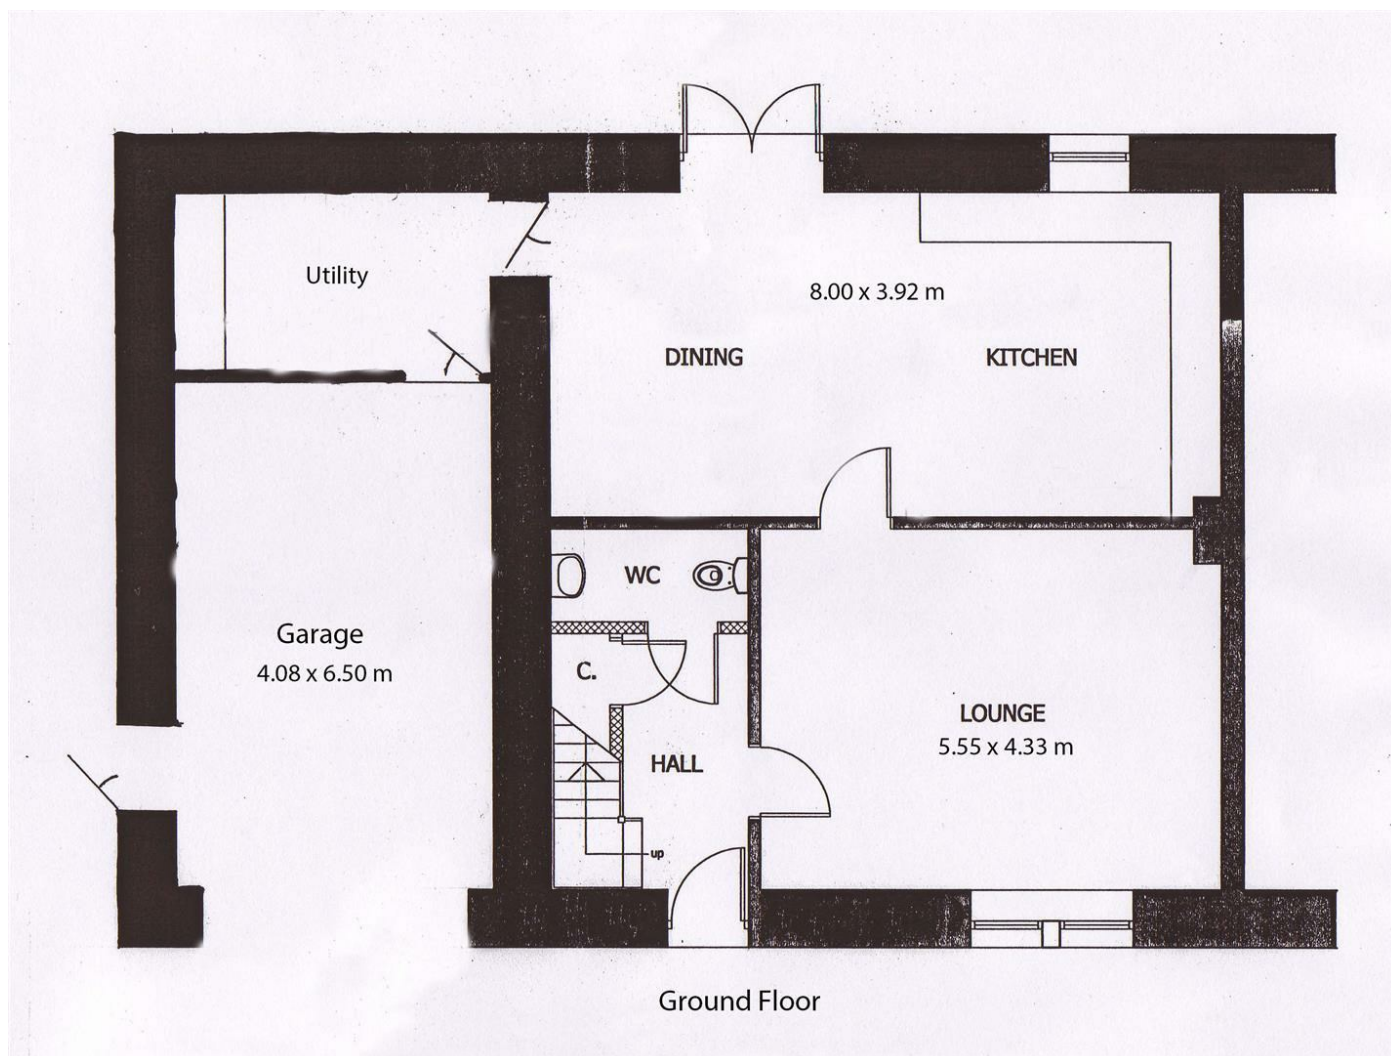 Utility
8.00 x 3.92 m
DINING
KITCHEN
WC
Garage
4.08 x 6.50 m
C.
LOUNGE
5.55 x 4.33 m
HALL
up
Ground Floor